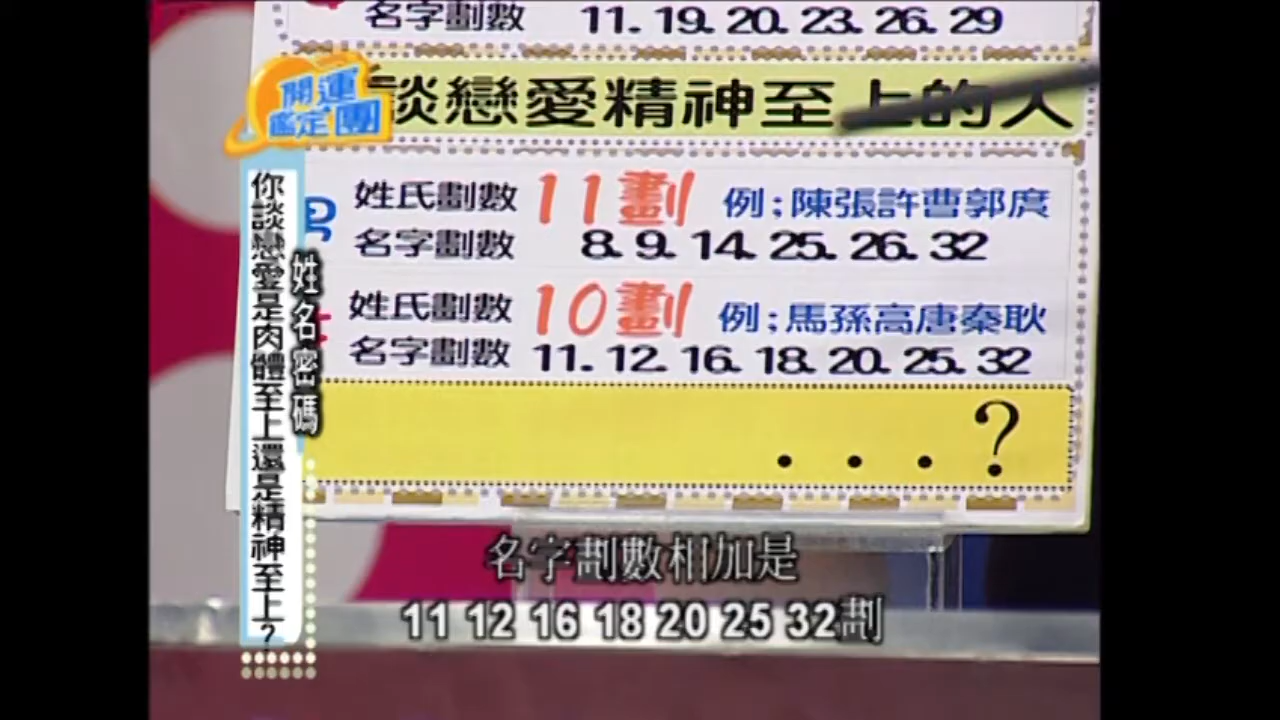 名字劃數 11. 19. 20. 23. 26. 29
開運
鑑定團
談戀愛精神至上的人
姓氏劃數 11劃 例;陳張許曹郭庹
名字劃數 8. 9. 14. 25. 26. 32
姓氏劃數 10劃 例;馬孫高唐秦耿
名字劃數 11. 12. 16. 18. 20. 25. 32
...?
姓名密碼
你談戀愛是肉體至上還是精神至上?
名字劃數相加是
11 12 16 18 20 25 32劃